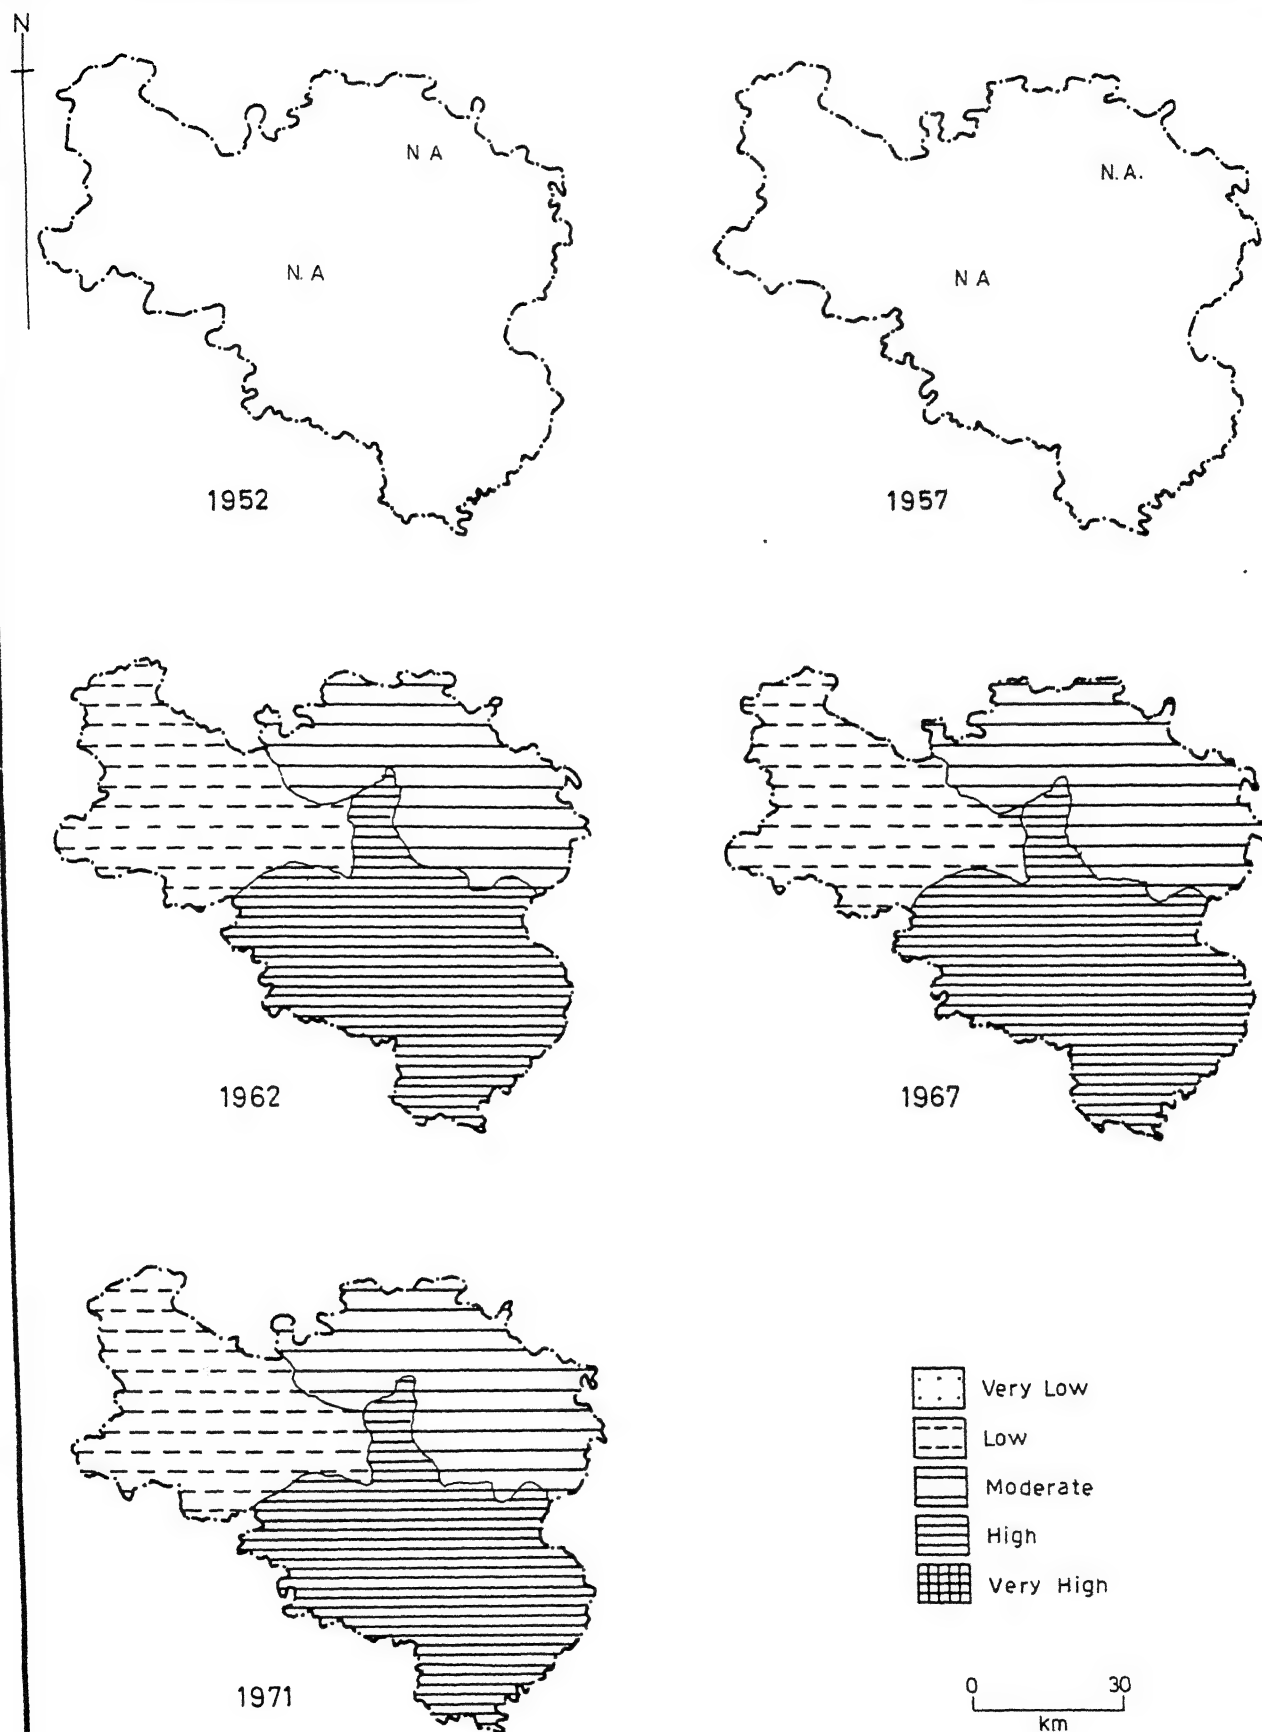 N
N A
N. A
1952
N. A.
N A
1957
1962
1967
1971
Very Low
Low
Moderate
High
Very High
0 30
km